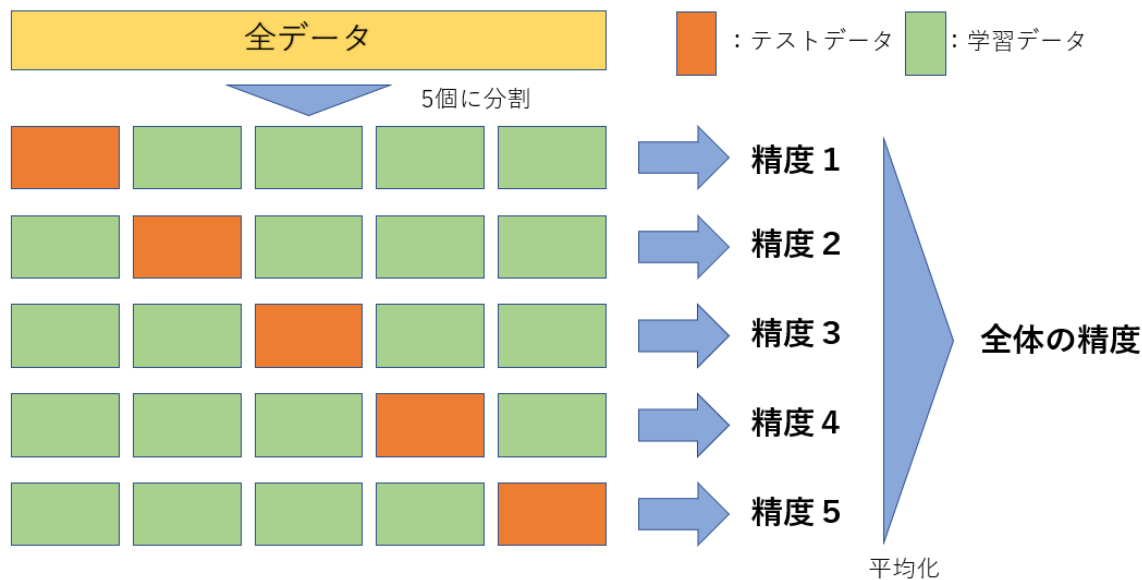 全データ
：テストデータ
：学習データ
5個に分割
精度１
精度２
精度３
精度４
精度５
全体の精度
平均化